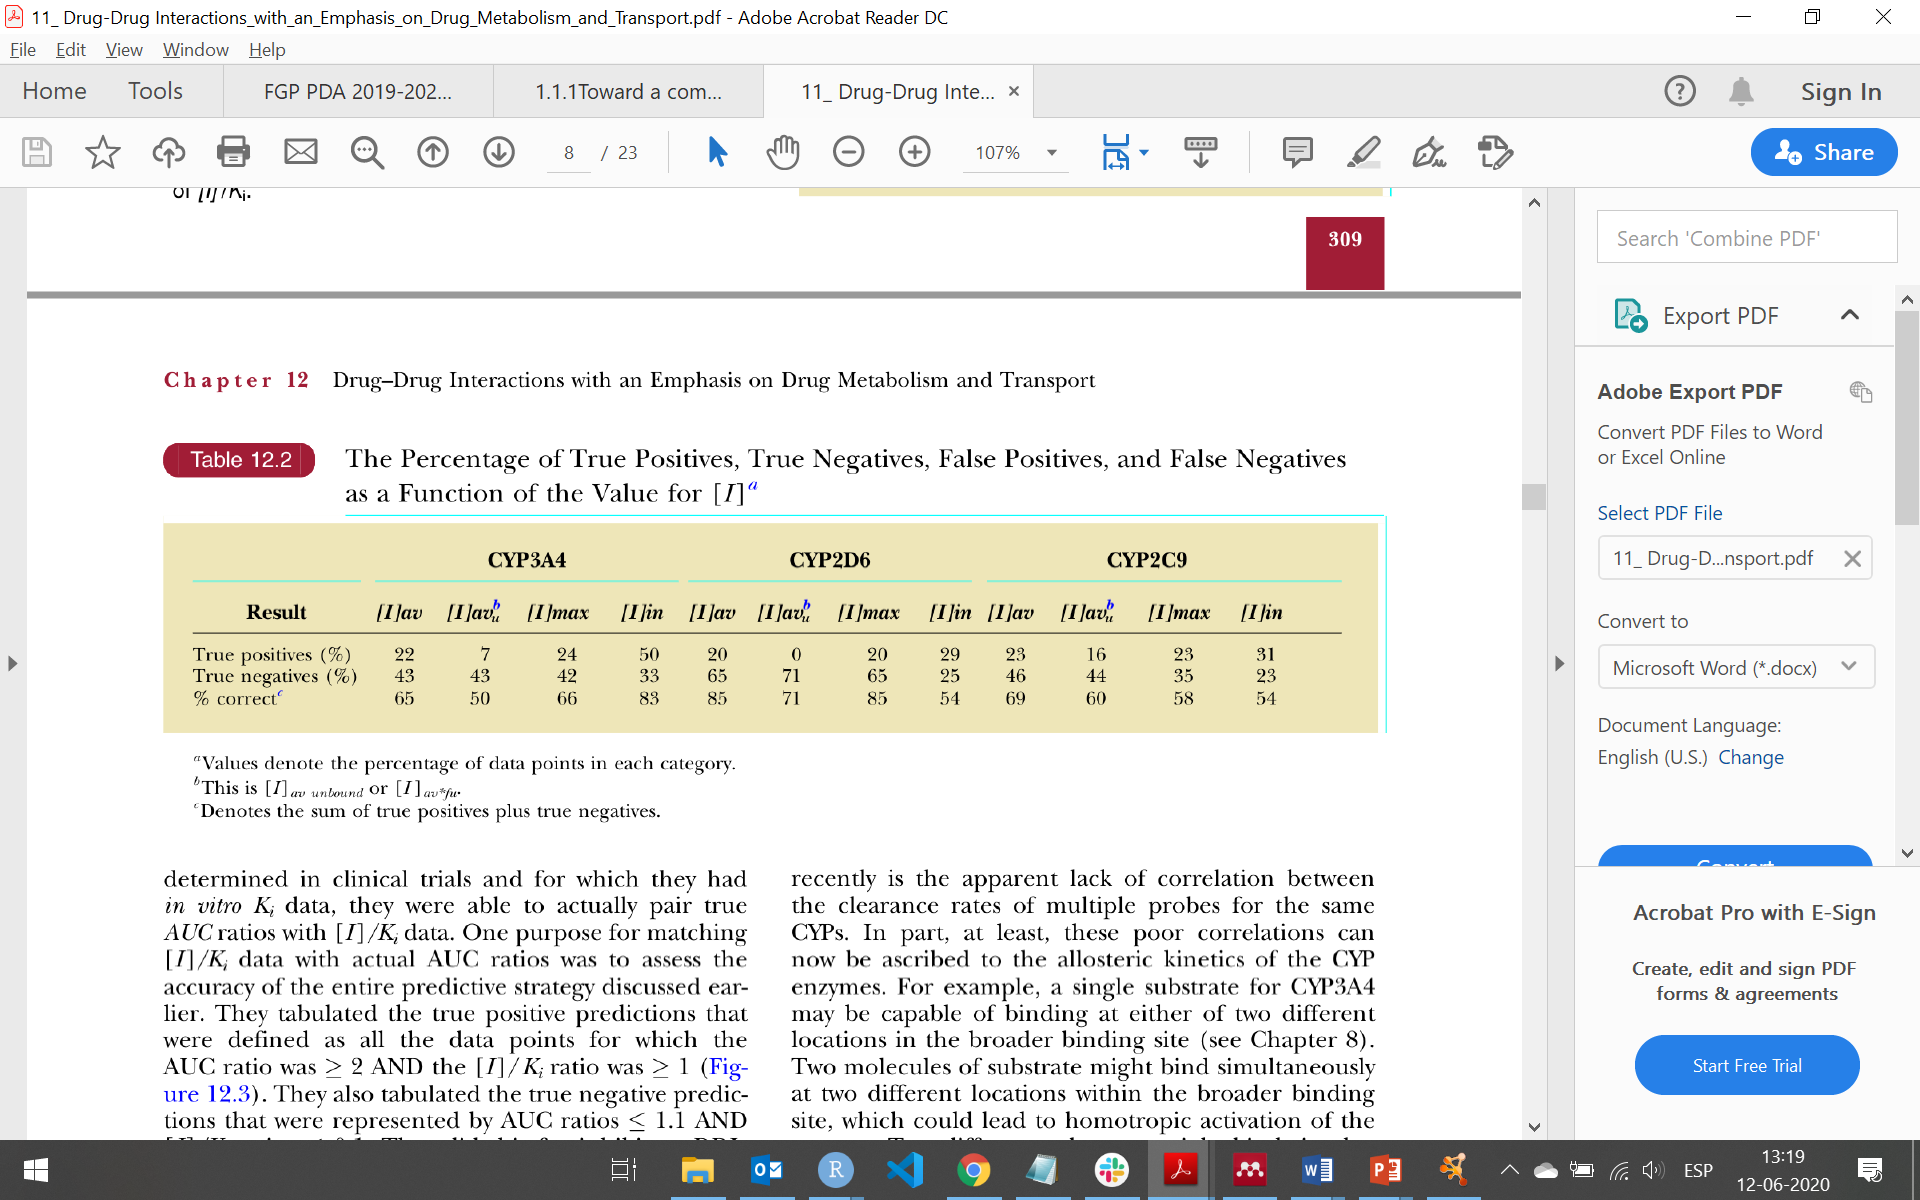 11_ Drug-Drug Interactions_with_an_Emphasis_on_Drug_Metabolism_and_Transport.pdf - Adobe Acrobat Reader DC
File Edit View Window Help
Home Tools FGP PDA 2019-202... 1.1.1Toward a com... 11_ Drug-Drug Inte... × Sign In
8 / 23 107% Share
of [I]/Ki.
309
Chapter 12 Drug–Drug Interactions with an Emphasis on Drug Metabolism and Transport
Table 12.2 The Percentage of True Positives, True Negatives, False Positives, and False Negatives
as a Function of the Value for [I]a
CYP3A4 CYP2D6 CYP2C9
Result [I]av [I]avub [I]max [I]in [I]av [I]avub [I]max [I]in [I]av [I]avub [I]max [I]in
True positives (%) 22 7 24 50 20 0 20 29 23 16 23 31
True negatives (%) 43 43 42 33 65 71 65 25 46 44 35 23
% correctc 65 50 66 83 85 71 85 54 69 60 58 54
aValues denote the percentage of data points in each category.
bThis is [I]av unbound or [I]av*fu.
cDenotes the sum of true positives plus true negatives.
determined in clinical trials and for which they had
in vitro Ki data, they were able to actually pair true
AUC ratios with [I]/Ki data. One purpose for matching
[I]/Ki data with actual AUC ratios was to assess the
accuracy of the entire predictive strategy discussed ear-
lier. They tabulated the true positive predictions that
were defined as all the data points for which the
AUC ratio was ≥ 2 AND the [I]/Ki ratio was ≥ 1 (Fig-
ure 12.3). They also tabulated the true negative predic-
tions that were represented by AUC ratios ≤ 1.1 AND
recently is the apparent lack of correlation between
the clearance rates of multiple probes for the same
CYPs. In part, at least, these poor correlations can
now be ascribed to the allosteric kinetics of the CYP
enzymes. For example, a single substrate for CYP3A4
may be capable of binding at either of two different
locations in the broader binding site (see Chapter 8).
Two molecules of substrate might bind simultaneously
at two different locations within the broader binding
site, which could lead to homotropic activation of the
Search 'Combine PDF'
Export PDF
Adobe Export PDF
Convert PDF Files to Word
or Excel Online
Select PDF File
11_ Drug-D...nsport.pdf
Convert to
Microsoft Word (*.docx)
Document Language:
English (U.S.) Change
Convert
Acrobat Pro with E-Sign
Create, edit and sign PDF
forms & agreements
Start Free Trial
ESP
13:19
12-06-2020